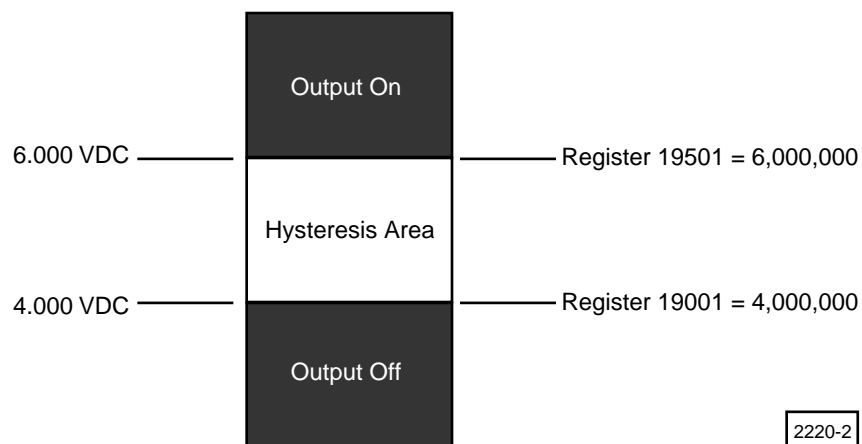 Output On
6.000 VDC
Register 19501 = 6,000,000
Hysteresis Area
4.000 VDC
Register 19001 = 4,000,000
Output Off
2220-2